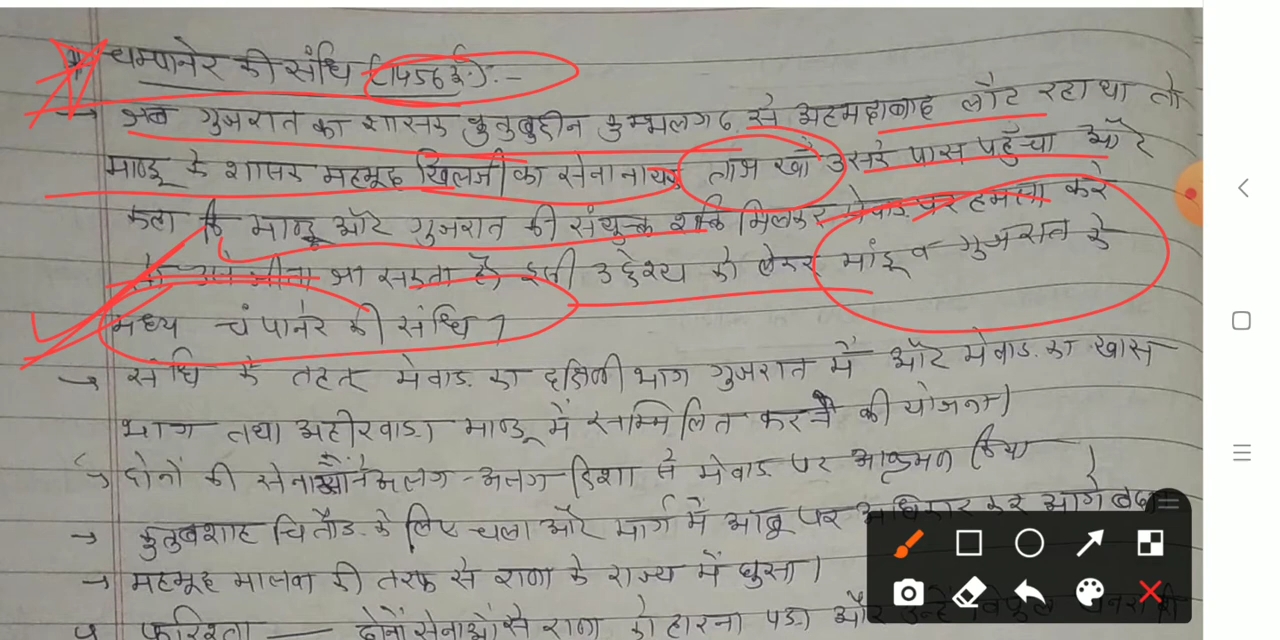 चम्पानेर की संधि (1456 ई.) :-
→ जब गुजरात का शासक कुतुबुद्दीन कुम्भलगढ़ से अहमदाबाद लौट रहा था तो
माण्डू के शासक महमूद खिलजी का सेनानायक ताज खाँ उसके पास पहुँचा और
कहा कि माण्डू और गुजरात की संयुक्त शक्ति मिलकर मेवाड़ पर हमला करे
तो उसे जीता जा सकता है, इसी उद्देश्य को लेकर मांडू व गुजरात के
मध्य चंपानेर की संधि।
→ संधि के तहत मेवाड़ का दक्षिणी भाग गुजरात में और मेवाड़ का खास
भाग तथा अहीरवाड़ा माण्डू में सम्मिलित करने की योजना।
→ दोनों की सेनाओं ने अलग-अलग दिशा से मेवाड़ पर आक्रमण किया
→ कुतुबशाह चितौड़ के लिए चला और मार्ग में आबू पर अधिकार कर आगे बढ़ा
→ महमूद मालवा की तरफ से राणा के राज्य में घुसा।
फरिश्ता — दोनों सेनाओं से राणा को हारना पड़ा और उन्हें